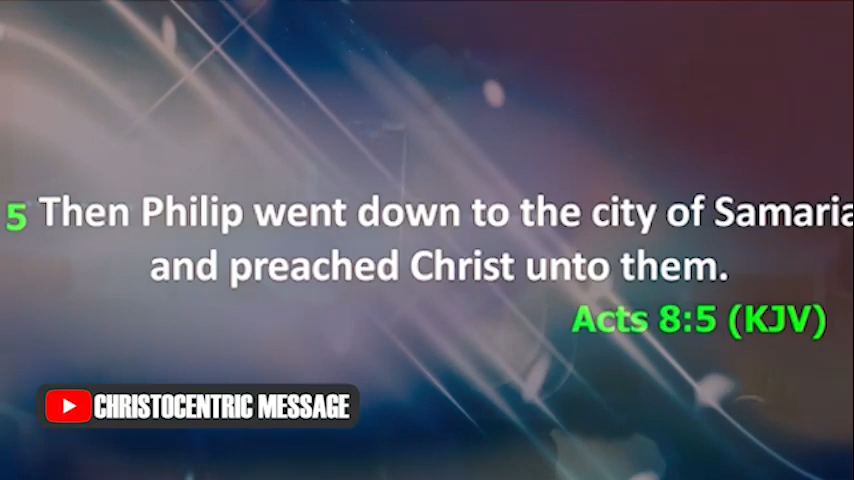 5 Then Philip went down to the city of Samaria
and preached Christ unto them.
Acts 8:5 (KJV)
CHRISTOCENTRIC MESSAGE